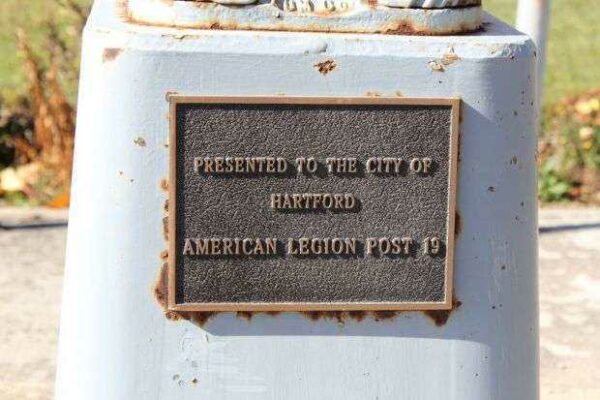 PRESENTED TO THE CITY OF
HARTFORD
AMERICAN LEGION POST 19